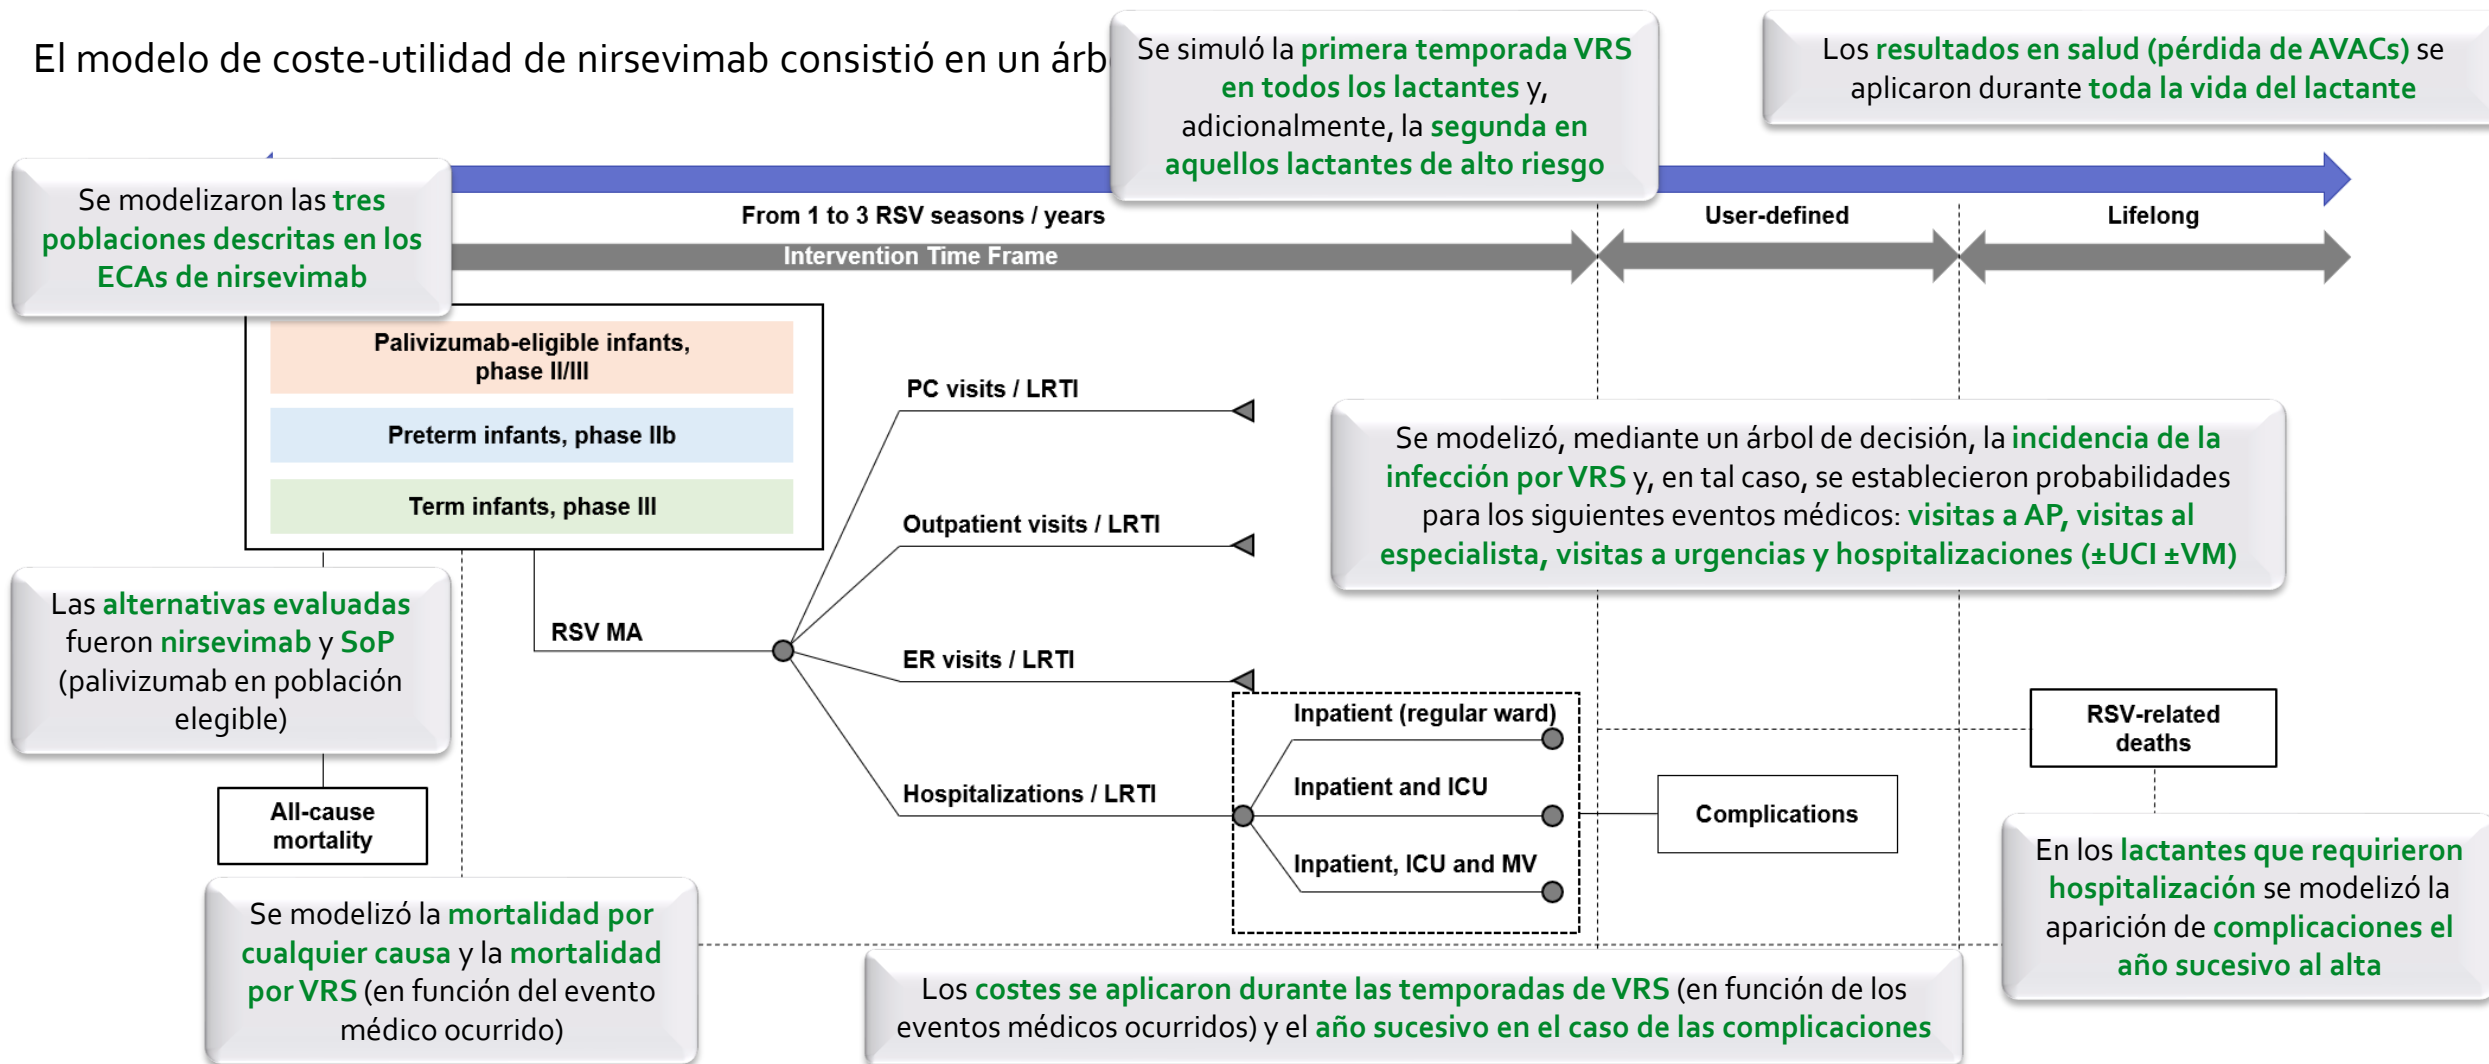 El modelo de coste-utilidad de nirsevimab consistió en un
Se simuló la primera temporada VRS
en todos los lactantes y,
adicionalmente, la segunda en
aquellos lactantes de alto riesgo
Los resultados en salud (pérdida de AVACs) se
aplicaron durante toda la vida del lactante
Se modelizaron las tres
poblaciones descritas en los
ECAs de nirsevimab
From 1 to 3 RSV seasons / years
User-defined
Lifelong
Intervention Time Frame
Palivizumab-eligible infants,
phase II/III
Preterm infants, phase IIb
Term infants, phase III
PC visits / LRTI
Outpatient visits / LRTI
Se modelizó, mediante un árbol de decisión, la incidencia de la
infección por VRS y, en tal caso, se establecieron probabilidades
para los siguientes eventos médicos: visitas a AP, visitas al
especialista, visitas a urgencias y hospitalizaciones (±UCI ±VM)
Las alternativas evaluadas
fueron nirsevimab y SoP
(palivizumab en población
elegible)
RSV MA
ER visits / LRTI
Hospitalizations / LRTI
Inpatient (regular ward)
Inpatient and ICU
Inpatient, ICU and MV
RSV-related
deaths
Complications
All-cause
mortality
Se modelizó la mortalidad por
cualquier causa y la mortalidad
por VRS (en función del evento
médico ocurrido)
En los lactantes que requirieron
hospitalización se modelizó la
aparición de complicaciones el
año sucesivo al alta
Los costes se aplicaron durante las temporadas de VRS (en función de los
eventos médicos ocurridos) y el año sucesivo en el caso de las complicaciones